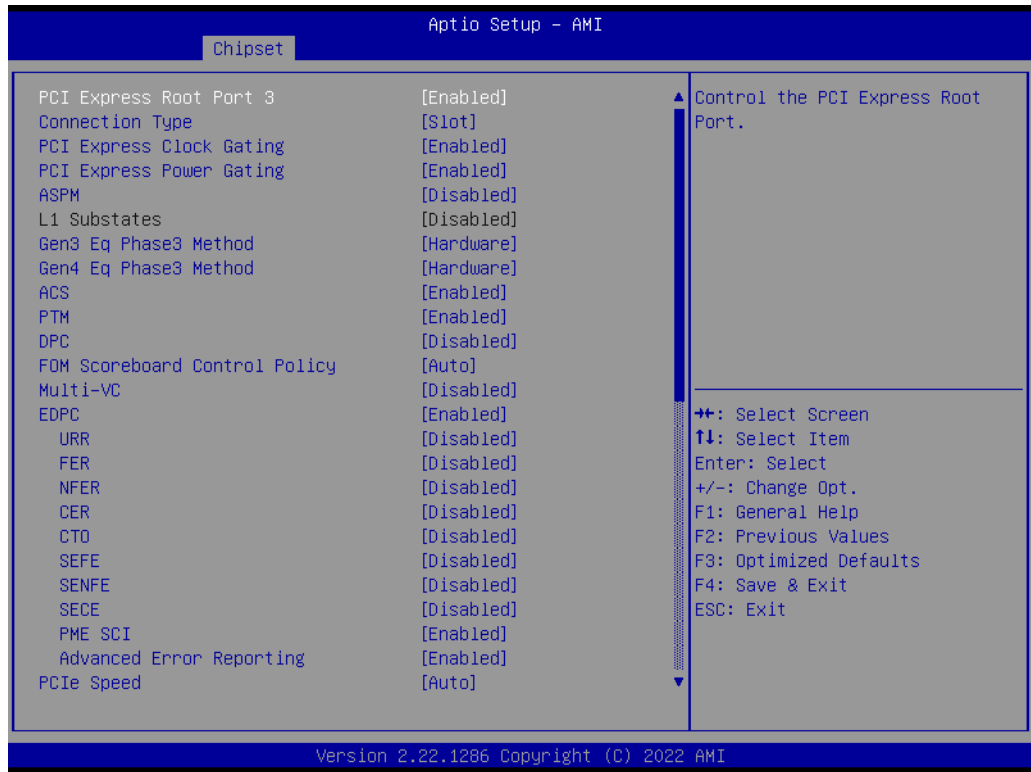 Aptio Setup – AMI
Chipset
PCI Express Root Port 3 [Enabled]
Connection Type [Slot]
PCI Express Clock Gating [Enabled]
PCI Express Power Gating [Enabled]
ASPM [Disabled]
L1 Substates [Disabled]
Gen3 Eq Phase3 Method [Hardware]
Gen4 Eq Phase3 Method [Hardware]
ACS [Enabled]
PTM [Enabled]
DPC [Disabled]
FOM Scoreboard Control Policy [Auto]
Multi-VC [Disabled]
EDPC [Enabled]
URR [Disabled]
FER [Disabled]
NFER [Disabled]
CER [Disabled]
CTO [Disabled]
SEFE [Disabled]
SENFE [Disabled]
SECE [Disabled]
PME SCI [Enabled]
Advanced Error Reporting [Enabled]
PCIe Speed [Auto]
Control the PCI Express Root
Port.
→←: Select Screen
↑↓: Select Item
Enter: Select
+/-: Change Opt.
F1: General Help
F2: Previous Values
F3: Optimized Defaults
F4: Save & Exit
ESC: Exit
Version 2.22.1286 Copyright (C) 2022 AMI